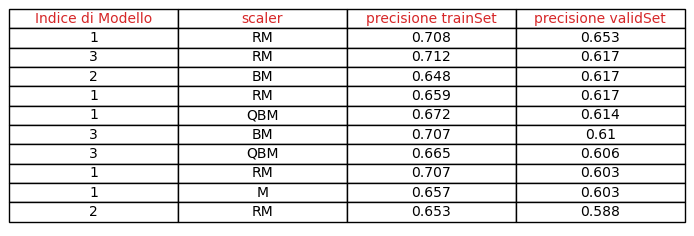 Indice di Modello scaler precisione trainSet precisione validSet
1 RM 0.708 0.653
3 RM 0.712 0.617
2 BM 0.648 0.617
1 RM 0.659 0.617
1 QBM 0.672 0.614
3 BM 0.707 0.61
3 QBM 0.665 0.606
1 RM 0.707 0.603
1 M 0.657 0.603
2 RM 0.653 0.588